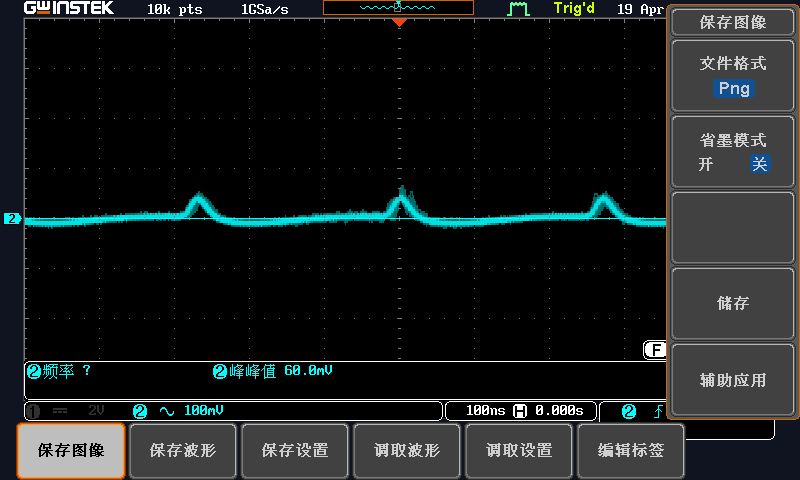 GWINSTEK 10k pts 1GSa/s Trig'd 19 Apr
保存图像
文件格式
Png
省墨模式
开 关
2
储存
F
辅助应用
2频率 ? 2峰峰值 60.0mV
1 2V 2 100mV 100ns H 0.000s 2
保存图像 保存波形 保存设置 调取波形 调取设置 编辑标签